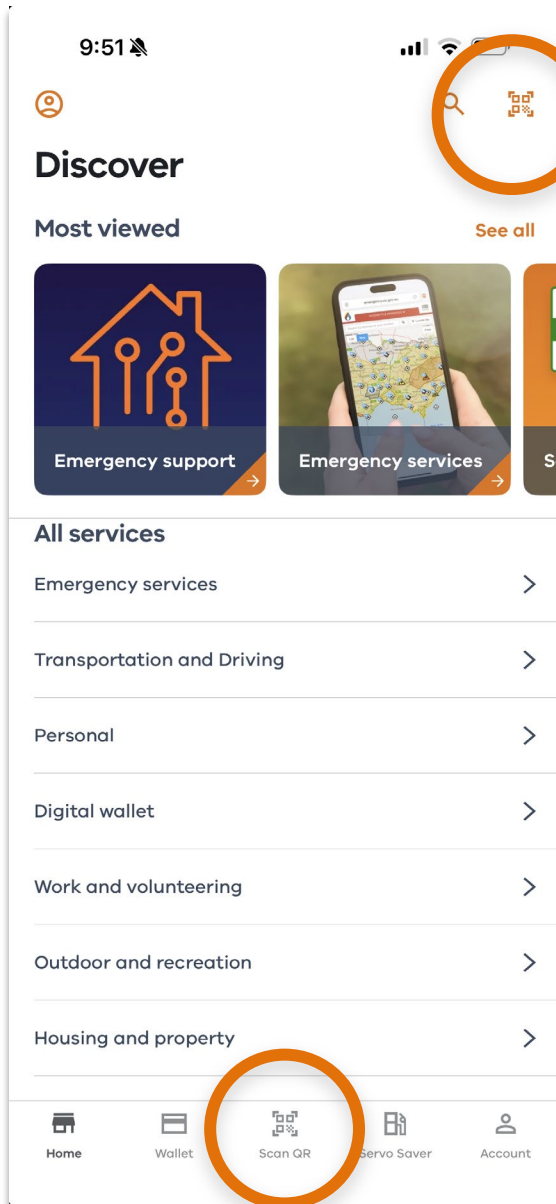 9:51
Discover
Most viewed
See all
Emergency support
Emergency services
All services
Emergency services
Transportation and Driving
Personal
Digital wallet
Work and volunteering
Outdoor and recreation
Housing and property
Home
Wallet
Scan QR
Servo Saver
Account